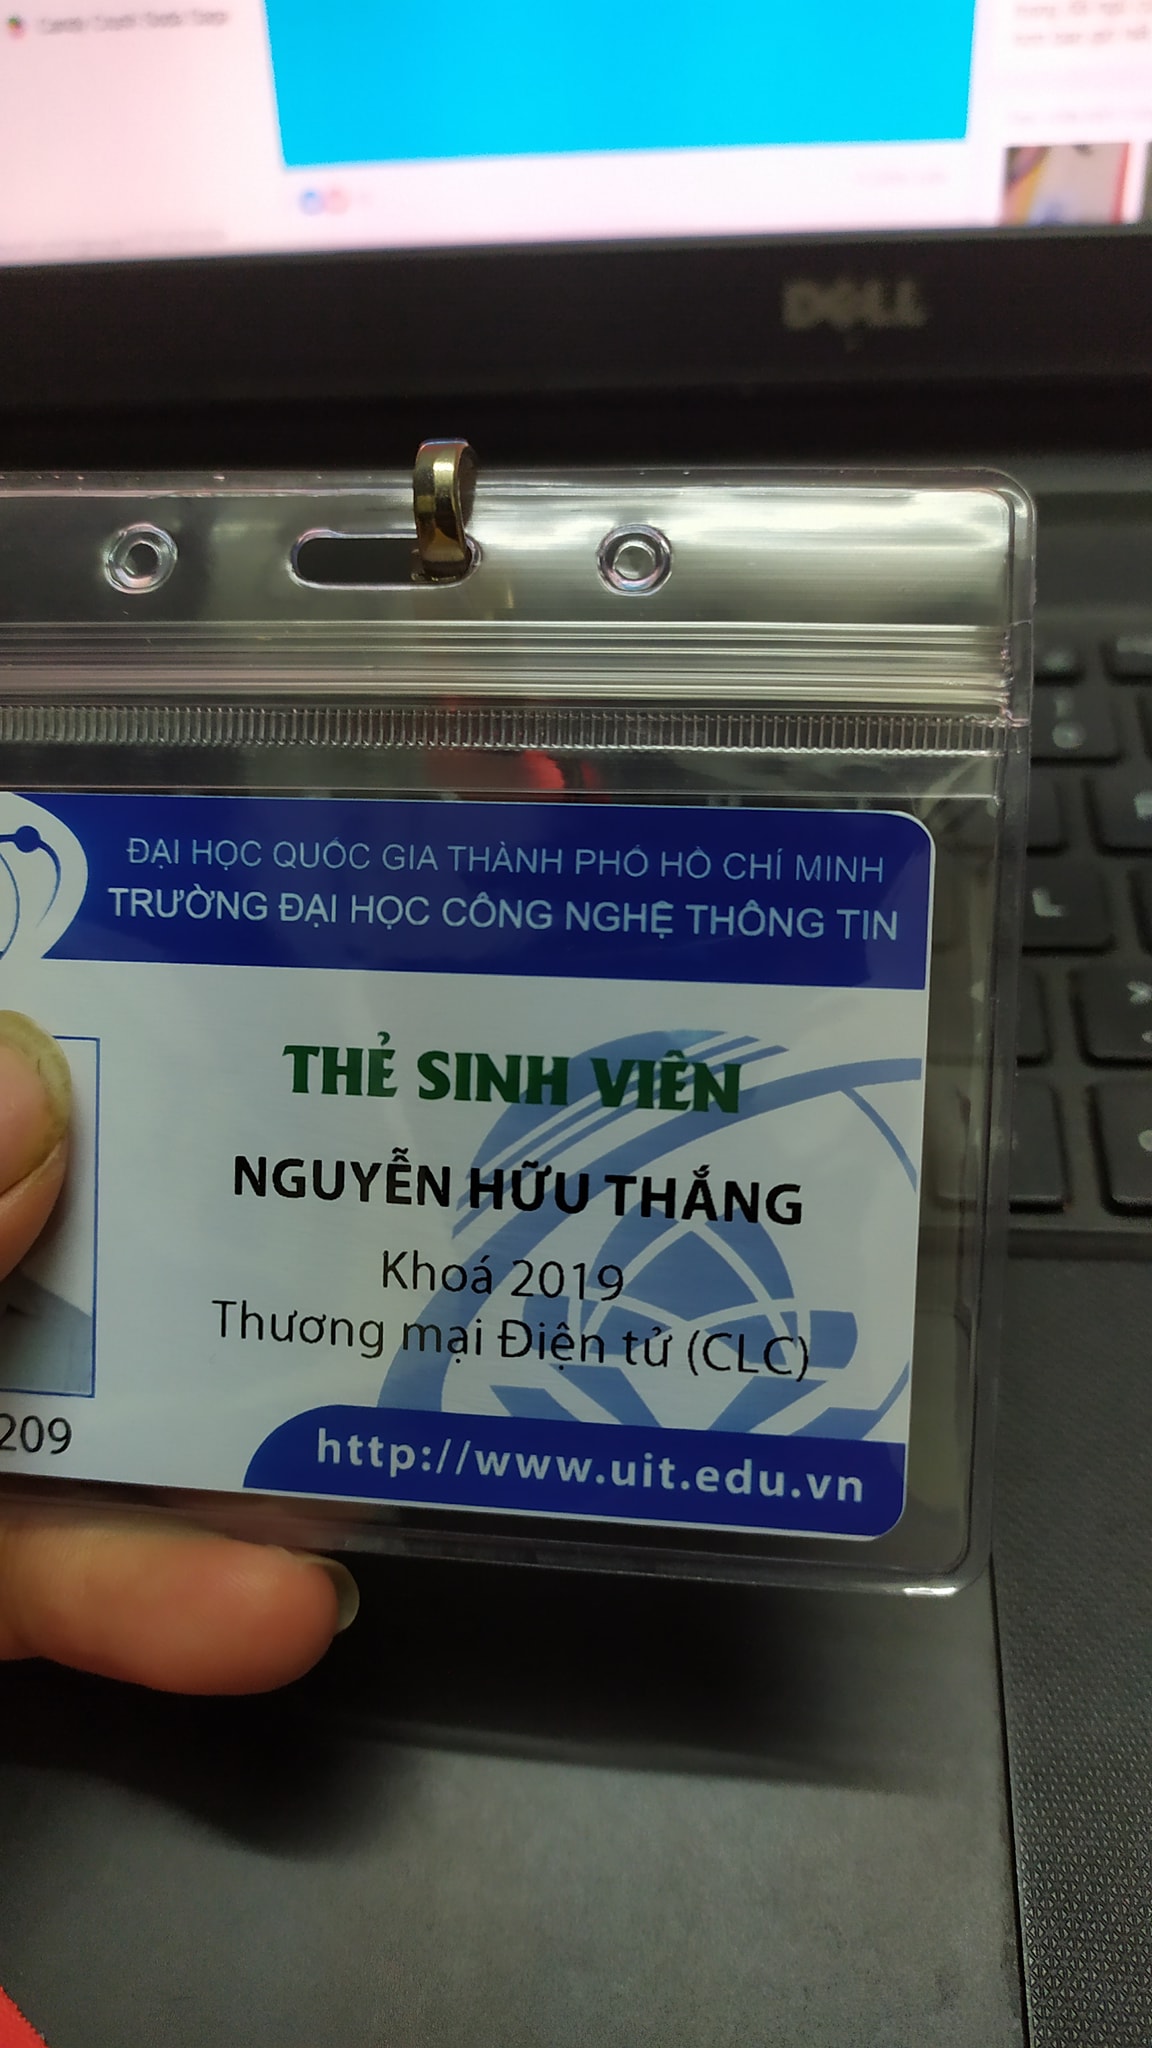 ĐẠI HỌC QUỐC GIA THÀNH PHỐ HỒ CHÍ MINH
TRƯỜNG ĐẠI HỌC CÔNG NGHỆ THÔNG TIN
THẺ SINH VIÊN
NGUYỄN HỮU THẮNG
Khoá 2019
Thương mại Điện tử (CLC)
209
http://www.uit.edu.vn
DELL
L